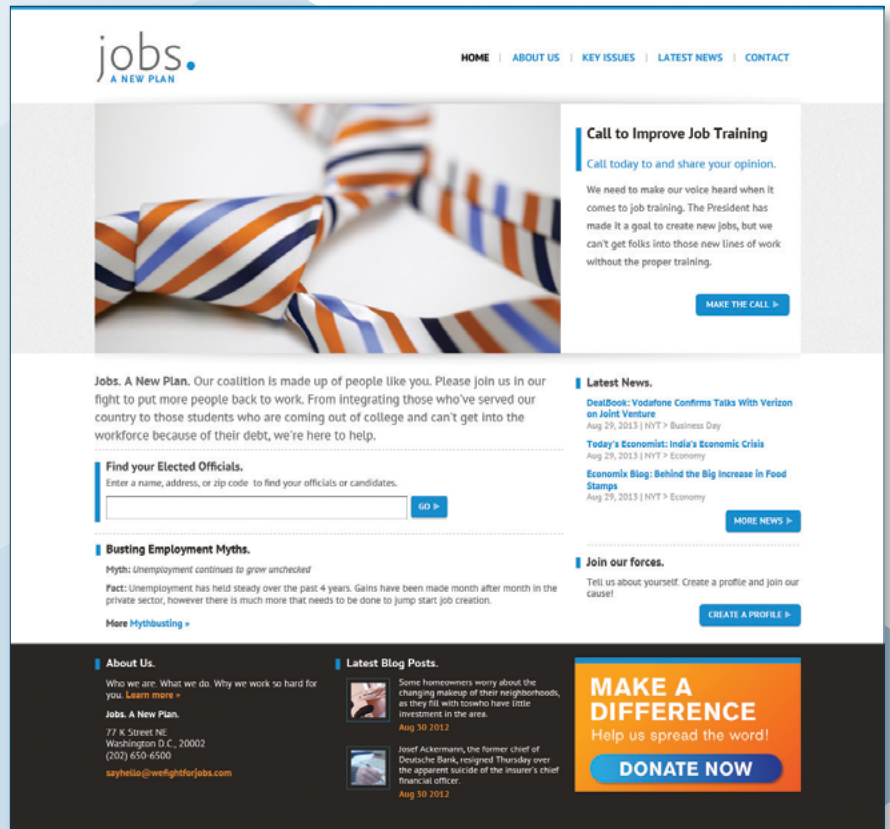 jobs.
A NEW PLAN
HOME | ABOUT US | KEY ISSUES | LATEST NEWS | CONTACT
Call to Improve Job Training
Call today to and share your opinion.
We need to make our voice heard when it
comes to job training. The President has
made it a goal to create new jobs, but we
can't get folks into those new lines of work
without the proper training.
MAKE THE CALL
Jobs. A New Plan. Our coalition is made up of people like you. Please join us in our
fight to put more people back to work. From integrating those who've served our
country to those students who are coming out of college and can't get into the
workforce because of their debt, we're here to help.
Find your Elected Officials.
Enter a name, address, or zip code to find your officials or candidates.
GO
Busting Employment Myths.
Myth: Unemployment continues to grow unchecked
Fact: Unemployment has held steady over the past 4 years. Gains have been made month after month in the
private sector, however there is much more that needs to be done to jump start job creation.
More Mythbusting »
Latest News.
DealBook: Vodafone Confirms Talks With Verizon
on Joint Venture
Aug 29, 2013 | NYT > Business Day
Today's Economist: India's Economic Crisis
Aug 29, 2013 | NYT > Economy
Economix Blog: Behind the Big Increase in Food
Stamps
Aug 29, 2013 | NYT > Economy
MORE NEWS
Join our forces.
Tell us about yourself. Create a profile and join our
cause!
CREATE A PROFILE
About Us.
Who we are. What we do. Why we work so hard for
you. Learn more »
Jobs. A New Plan.
77 K Street NE
Washington D.C., 20002
(202) 650-6500
sayhello@wefightforjobs.com
Latest Blog Posts.
Some homeowners worry about the
changing makeup of their neighborhoods,
as they fill with toswho have little
investment in the area.
Aug 30 2012
Josef Ackermann, the former chief of
Deutsche Bank, resigned Thursday over
the apparent suicide of the insurer's chief
financial officer.
Aug 30 2012
MAKE A
DIFFERENCE
Help us spread the word!
DONATE NOW